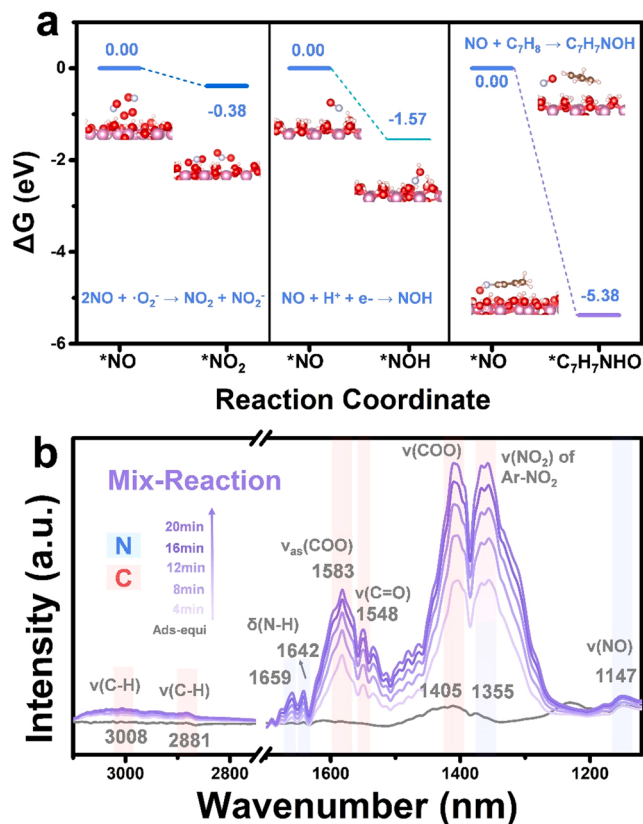 a
0.00
-0.38
2NO + ·O₂⁻ → NO₂ + NO₂⁻
0.00
-1.57
NO + H⁺ + e- → NOH
NO + C₇H₈ → C₇H₇NOH
0.00
-5.38
0
-2
-4
-6
ΔG (eV)
*NO
*NO₂
*NO
*NOH
*NO
*C₇H₇NHO
Reaction Coordinate
b
Mix-Reaction
N
C
20min
16min
12min
8min
4min
Ads-equi
ν(C-H)
3008
ν(C-H)
2881
δ(N-H)
1659
1642
νas(COO)
1583
ν(C=O)
1548
ν(COO)
1405
ν(NO₂) of
Ar-NO₂
1355
ν(NO)
1147
Intensity (a.u.)
3000
2800
1600
1400
1200
Wavenumber (nm)